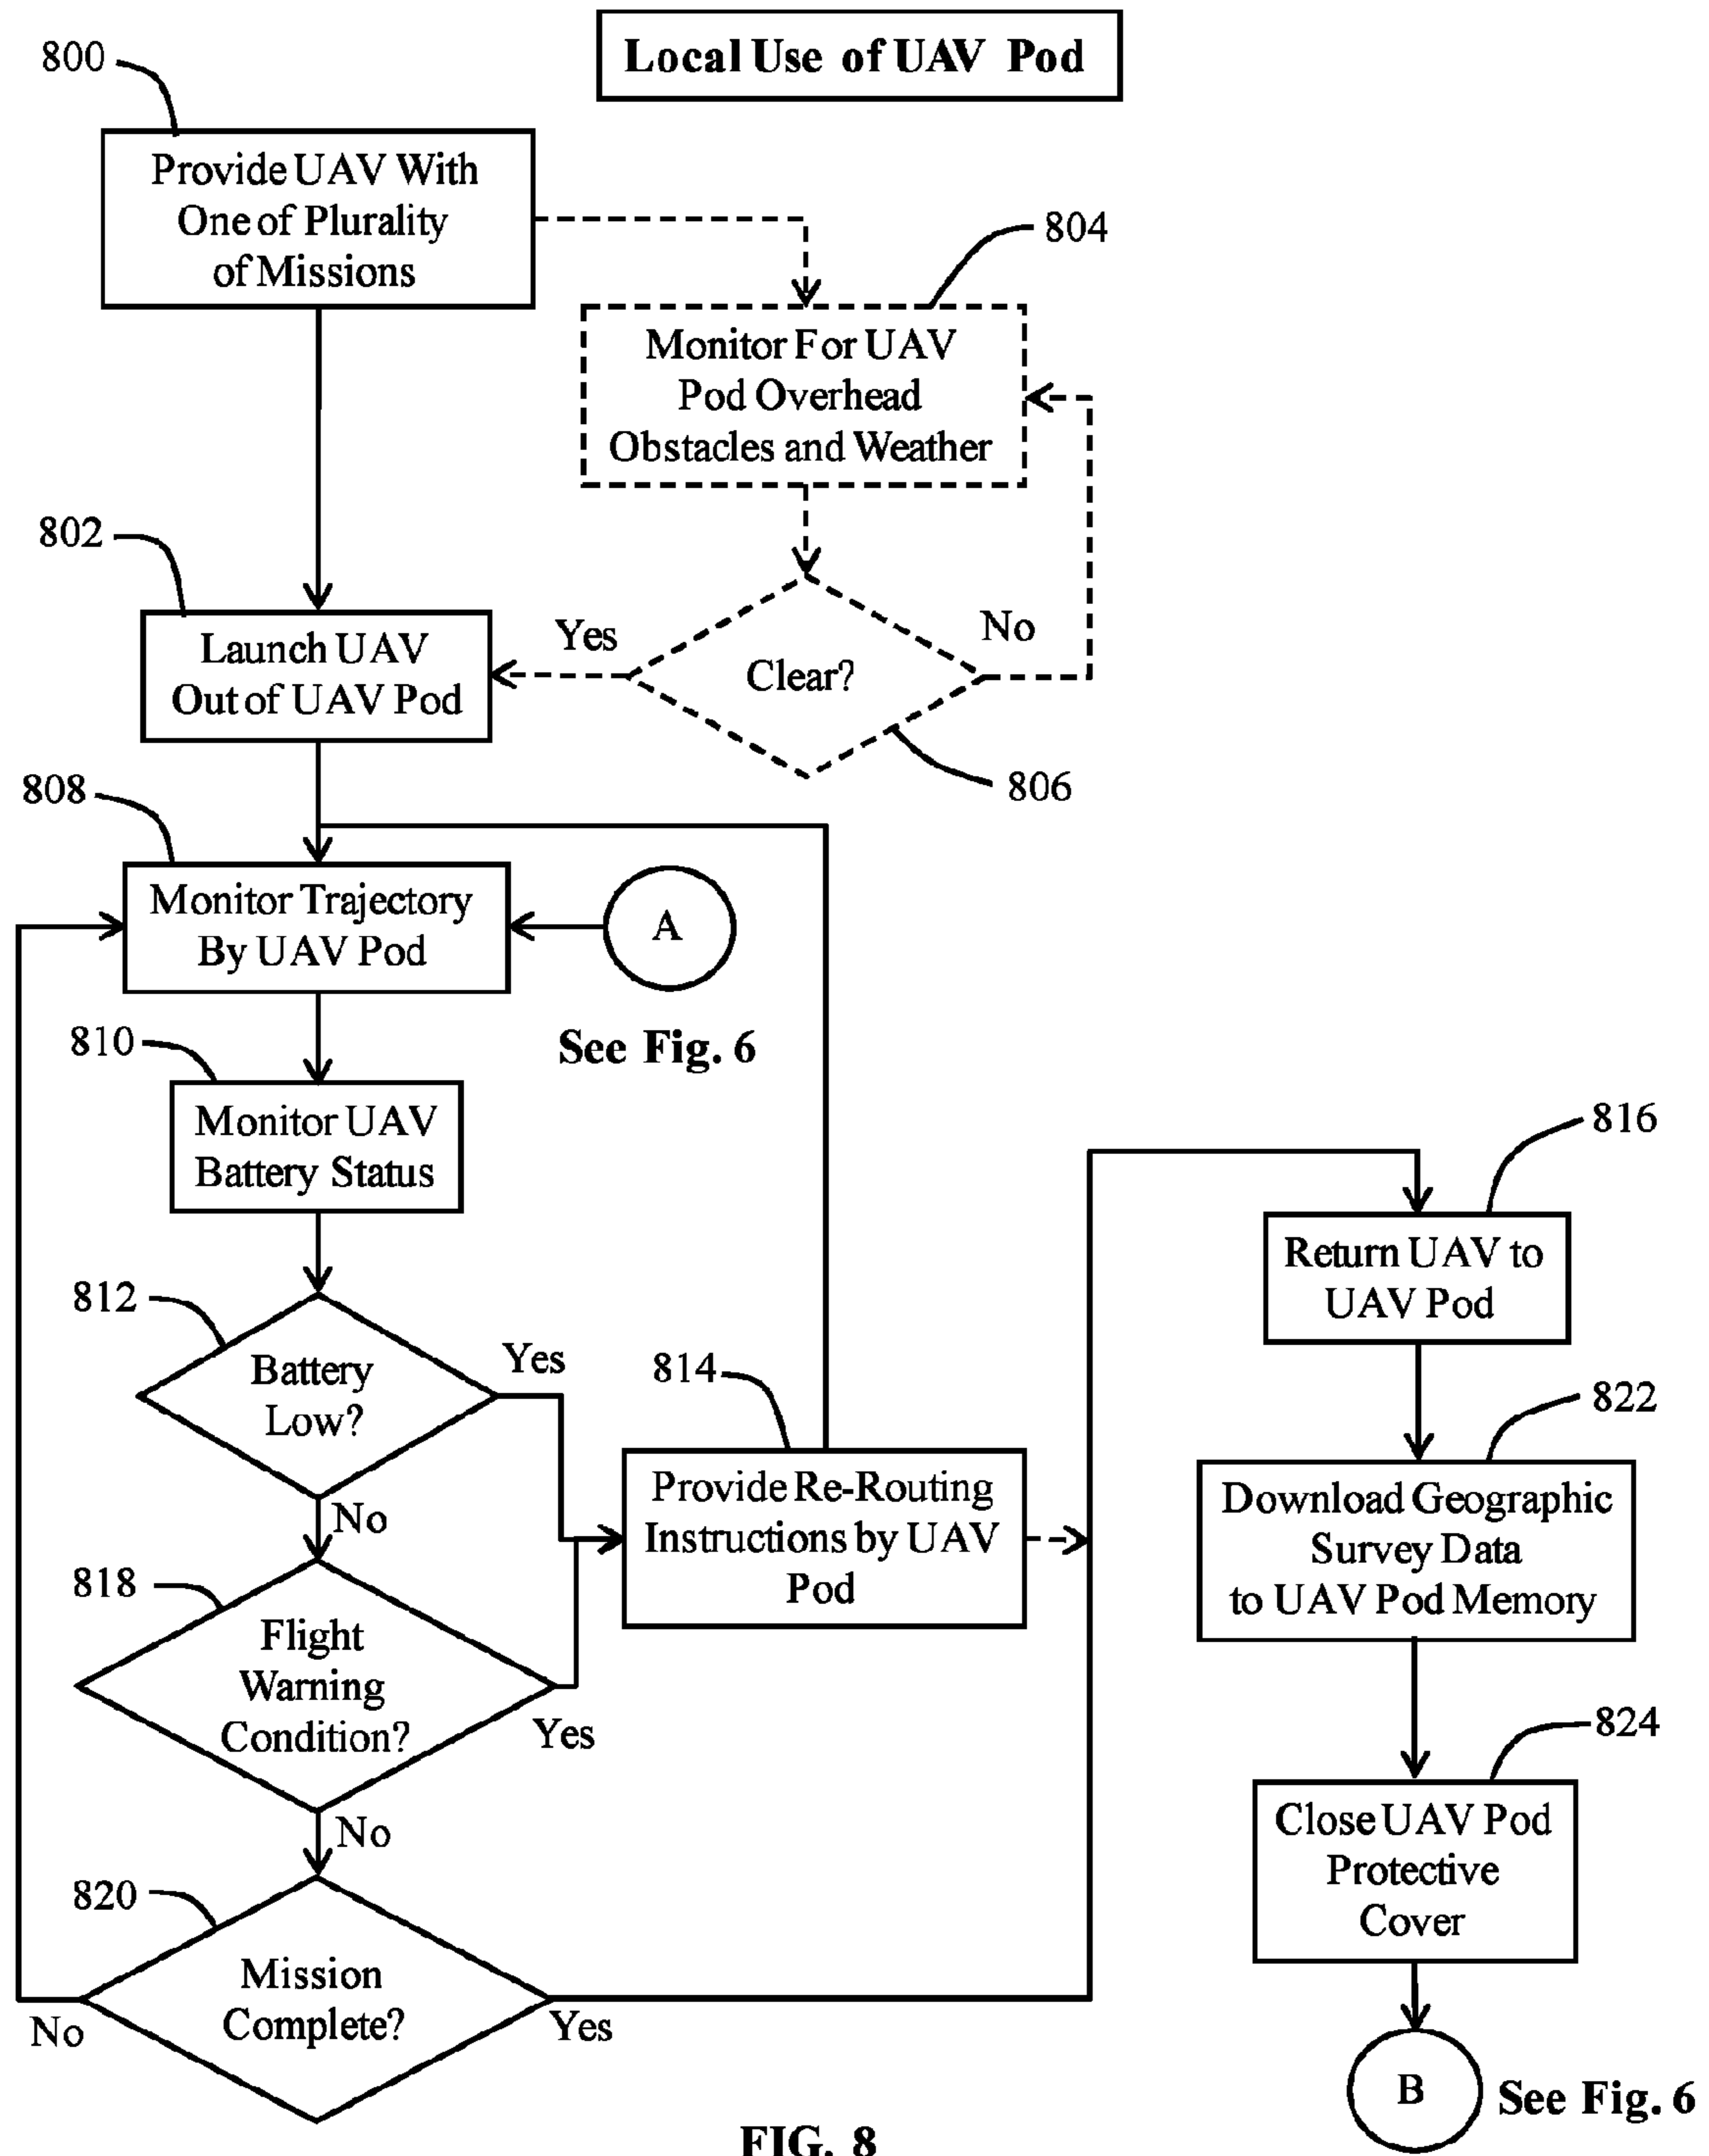 Local Use of UAV Pod
800
Provide UAV With
One of Plurality
of Missions
804
Monitor For UAV
Pod Overhead
Obstacles and Weather
802
Launch UAV
Out of UAV Pod
Yes
Clear?
No
806
808
Monitor Trajectory
By UAV Pod
A
See Fig. 6
810
Monitor UAV
Battery Status
812
Battery
Low?
Yes
No
814
Provide Re-Routing
Instructions by UAV
Pod
818
Flight
Warning
Condition?
Yes
No
820
Mission
Complete?
No
Yes
816
Return UAV to
UAV Pod
822
Download Geographic
Survey Data
to UAV Pod Memory
824
Close UAV Pod
Protective
Cover
B
See Fig. 6
FIG. 8